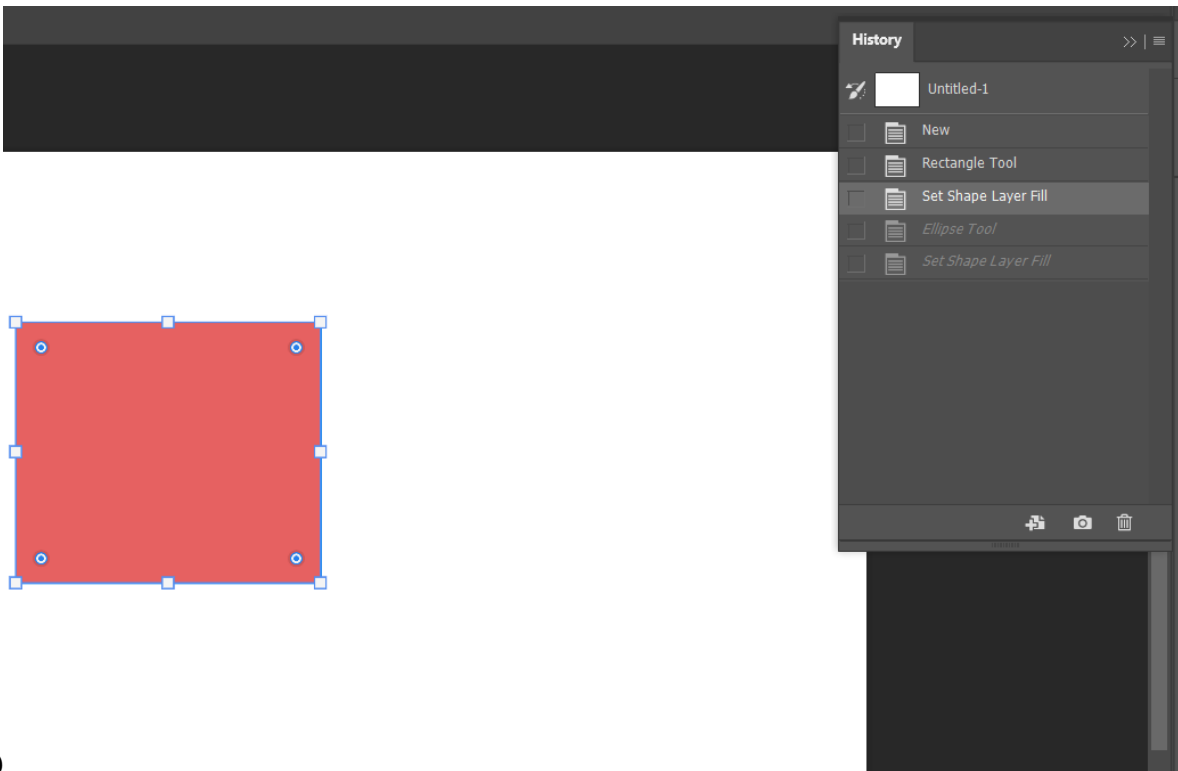 History
Untitled-1
New
Rectangle Tool
Set Shape Layer Fill
Ellipse Tool
Set Shape Layer Fill
)